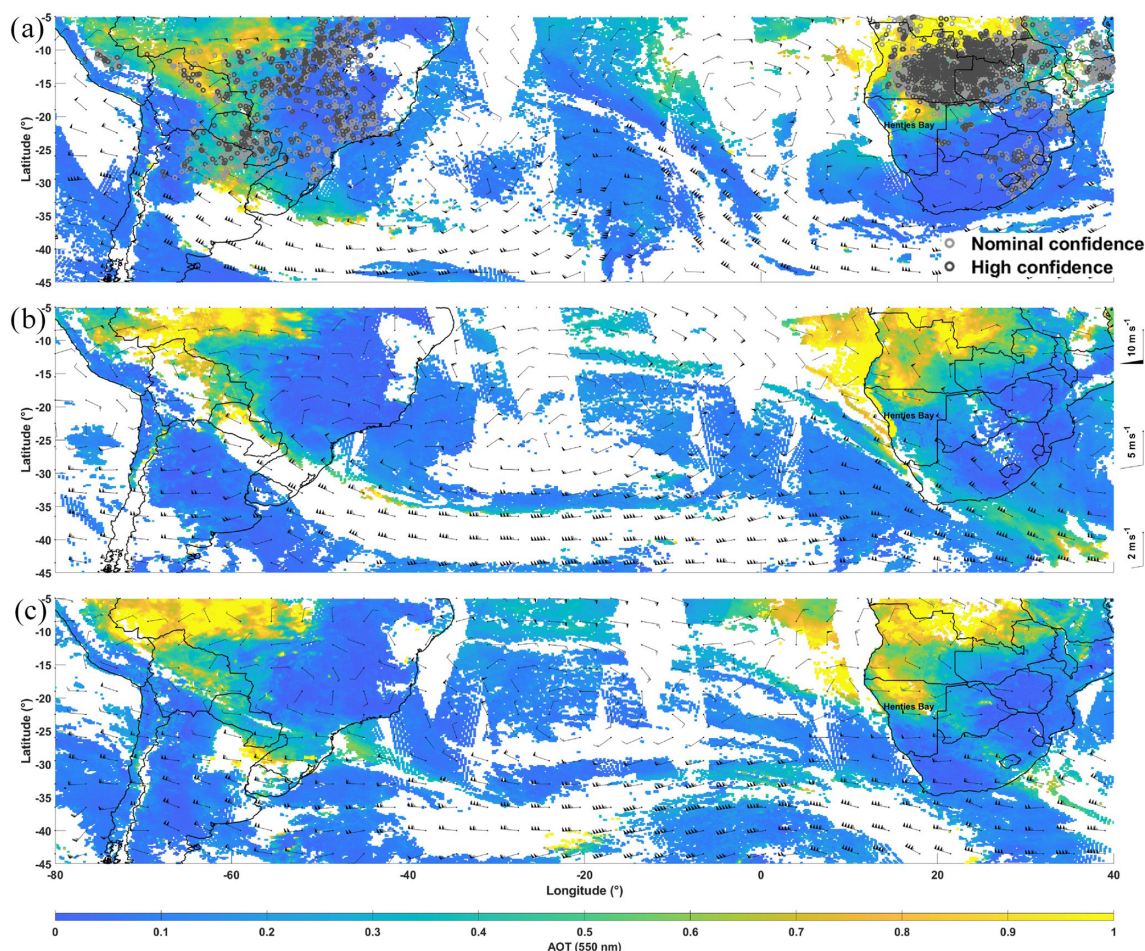 (a)
-5
-10
-15
-20
-25
-30
-35
-40
-45
Latitude (°)
Hentjes Bay
Nominal confidence
High confidence
(b)
-5
-10
-15
-20
-25
-30
-35
-40
-45
Latitude (°)
Hentjes Bay
10 m s⁻¹
5 m s⁻¹
2 m s⁻¹
(c)
-5
-10
-15
-20
-25
-30
-35
-40
-45
Latitude (°)
Hentjes Bay
-80 -60 -40 -20 0 20 40
Longitude (°)
0 0.1 0.2 0.3 0.4 0.5 0.6 0.7 0.8 0.9 1
AOT (550 nm)